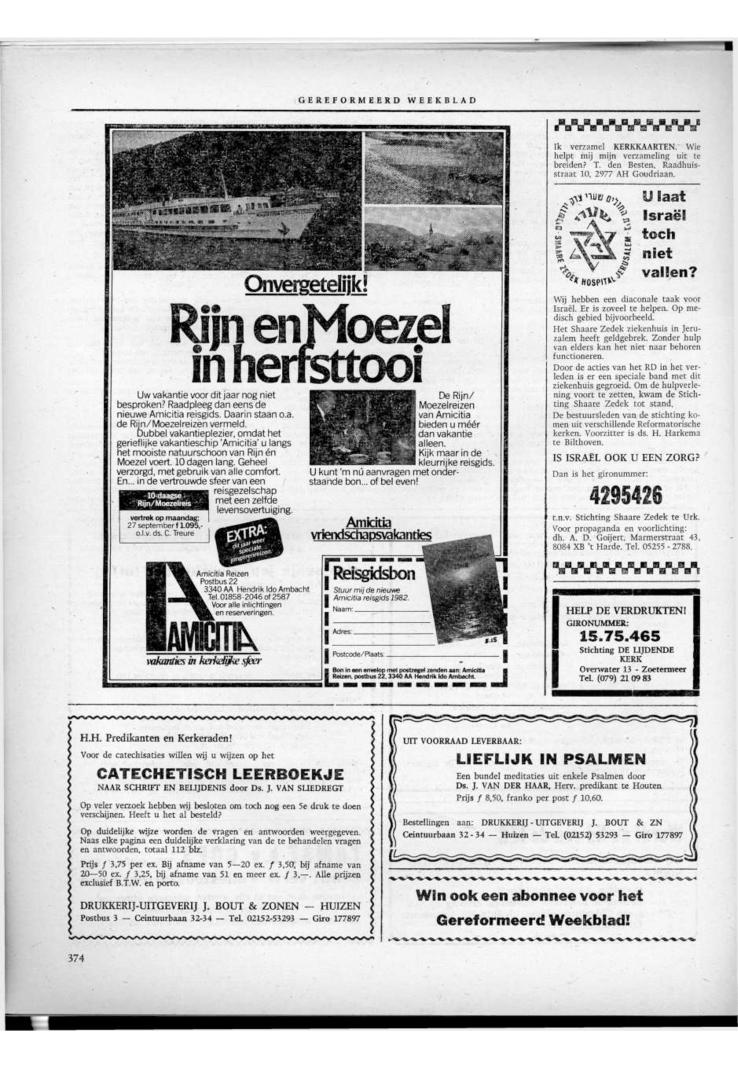 GEREFORMEERD WEEKBLAD
Onvergetelijk!
Rijn en Moezel
in herfsttooi
Uw vakantie voor dit jaar nog niet
besproken? Raadpleeg dan eens de
nieuwe Amicitia reisgids. Daarin staan o.a.
de Rijn/Moezelreizen vermeld.
Dubbel vakantieplezier, omdat het
gerieflijke vakantieschip 'Amicitia' u langs
het mooiste natuurschoon van Rijn én
Moezel voert. 10 dagen lang. Geheel
verzorgd, met gebruik van alle comfort.
En... in de vertrouwde sfeer van een
reisgezelschap
met een zelfde
levensovertuiging.
10-daagse
Rijn/Moezelreis
vertrek op maandag:
27 september f 1.095,-
o.l.v. ds. C. Treure
EXTRA:
dit jaar weer
speciale
jongerenreizen.
De Rijn/
Moezelreizen
van Amicitia
bieden u méér
dan vakantie
alleen.
Kijk maar in de
kleurrijke reisgids.
U kunt 'm nú aanvragen met onder-
staande bon... of bel even!
Amicitia
vriendschapsvakanties
Amicitia Reizen
Postbus 22
3340 AA Hendrik Ido Ambacht
Tel. 01858-2046 of 2587
Voor alle inlichtingen
en reserveringen.
AMICITIA
vakanties in kerkelijke sfeer
Reisgidsbon
Stuur mij de nieuwe
Amicitia reisgids 1982.
Naam:
Adres:
Postcode/Plaats:
Bon in een envelop met postzegel zenden aan: Amicitia
Reizen, postbus 22, 3340 AA Hendrik Ido Ambacht.
Ik verzamel KERKKAARTEN. Wie
helpt mij mijn verzameling uit te
breiden? T. den Besten, Raadhuis-
straat 10, 2977 AH Goudriaan.
SHAARE ZEDEK HOSPITAL JERUSALEM
U laat
Israël
toch
niet
vallen?
Wij hebben een diaconale taak voor
Israël. Er is zoveel te helpen. Op me-
disch gebied bijvoorbeeld.
Het Shaare Zedek ziekenhuis in Jeru-
zalem heeft geldgebrek. Zonder hulp
van elders kan het niet naar behoren
functioneren.
Door de acties van het RD in het ver-
leden is er een speciale band met dit
ziekenhuis gegroeid. Om de hulpverle-
ning voort te zetten, kwam de Stich-
ting Shaare Zedek tot stand.
De bestuursleden van de stichting ko-
men uit verschillende Reformatorische
kerken. Voorzitter is ds. H. Harkema
te Bilthoven.
IS ISRAËL OOK U EEN ZORG?
Dan is het gironummer:
4295426
t.n.v. Stichting Shaare Zedek te Urk.
Voor propaganda en voorlichting:
dh. A. D. Goijert, Marmerstraat 43,
8084 XB 't Harde. Tel. 05255 - 2788.
HELP DE VERDRUKTEN!
GIRONUMMER:
15.75.465
Stichting DE LIJDENDE
KERK
Overwater 13 - Zoetermeer
Tel. (079) 21 09 83
H.H. Predikanten en Kerkeraden!
Voor de catechisaties willen wij u wijzen op het
CATECHETISCH LEERBOEKJE
NAAR SCHRIFT EN BELIJDENIS door Ds. J. VAN SLIEDREGT
Op veler verzoek hebben wij besloten om toch nog een 5e druk te doen
verschijnen. Heeft u het al besteld?
Op duidelijke wijze worden de vragen en antwoorden weergegeven.
Naas elke pagina een duidelijke verklaring van de te behandelen vragen
en antwoorden, totaal 112 blz.
Prijs f 3,75 per ex. Bij afname van 5—20 ex. f 3,50, bij afname van
20—50 ex. f 3,25, bij afname van 51 en meer ex. f 3,—. Alle prijzen
exclusief B.T.W. en porto.
DRUKKERIJ-UITGEVERIJ J. BOUT & ZONEN — HUIZEN
Postbus 3 — Ceintuurbaan 32-34 — Tel. 02152-53293 — Giro 177897
UIT VOORRAAD LEVERBAAR:
LIEFLIJK IN PSALMEN
Een bundel meditaties uit enkele Psalmen door
Ds. J. VAN DER HAAR, Herv. predikant te Houten
Prijs f 8,50, franko per post f 10,60.
Bestellingen aan: DRUKKERIJ - UITGEVERIJ J. BOUT & ZN
Ceintuurbaan 32 - 34 — Huizen — Tel. (02152) 53293 — Giro 177897
Win ook een abonnee voor het
Gereformeerd Weekblad!
374